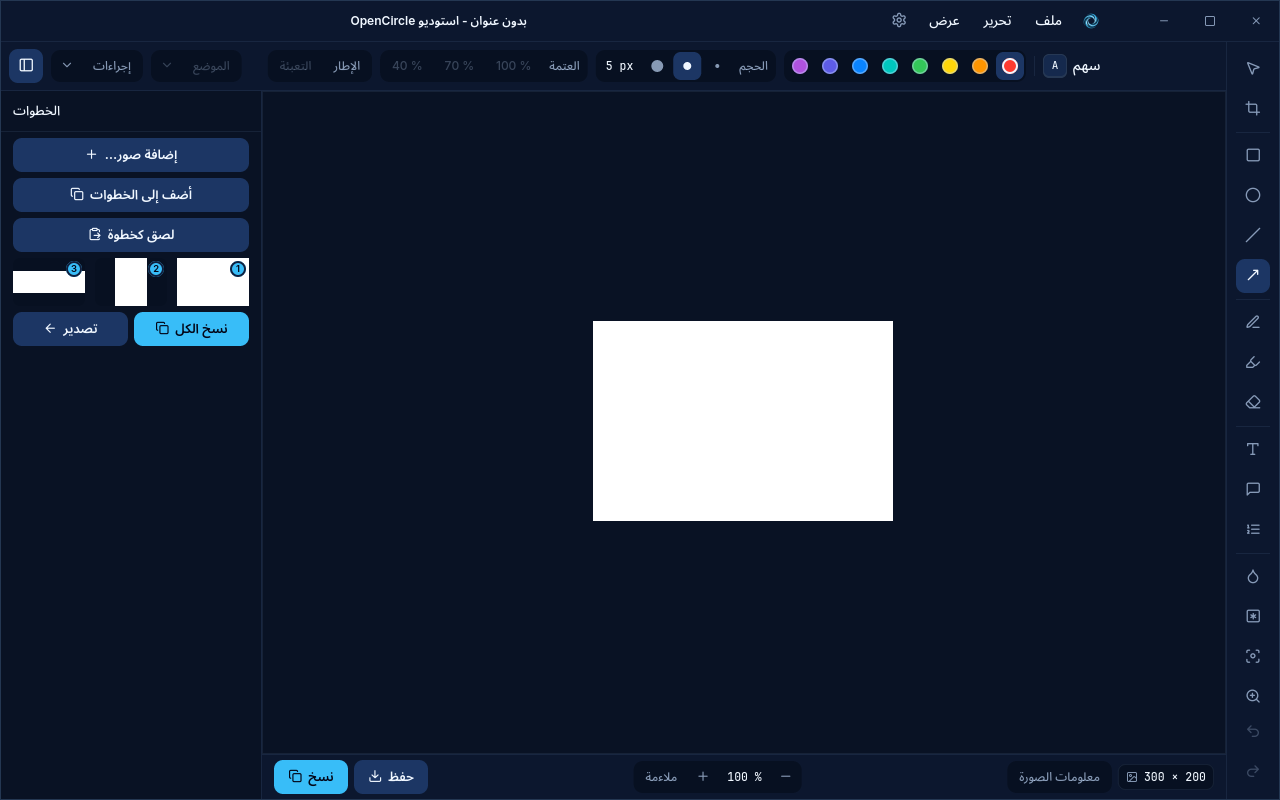 ملف تحرير عرض
بدون عنوان - استوديو OpenCircle
سهم A
الحجم 5 px
العتمة 100 % 70 % 40 %
الإطار التعبئة
الموضع
إجراءات
الخطوات
إضافة صور...
أضف إلى الخطوات
لصق كخطوة
1 2 3
نسخ الكل
تصدير
300 × 200
معلومات الصورة
100 %
ملاءمة
حفظ
نسخ